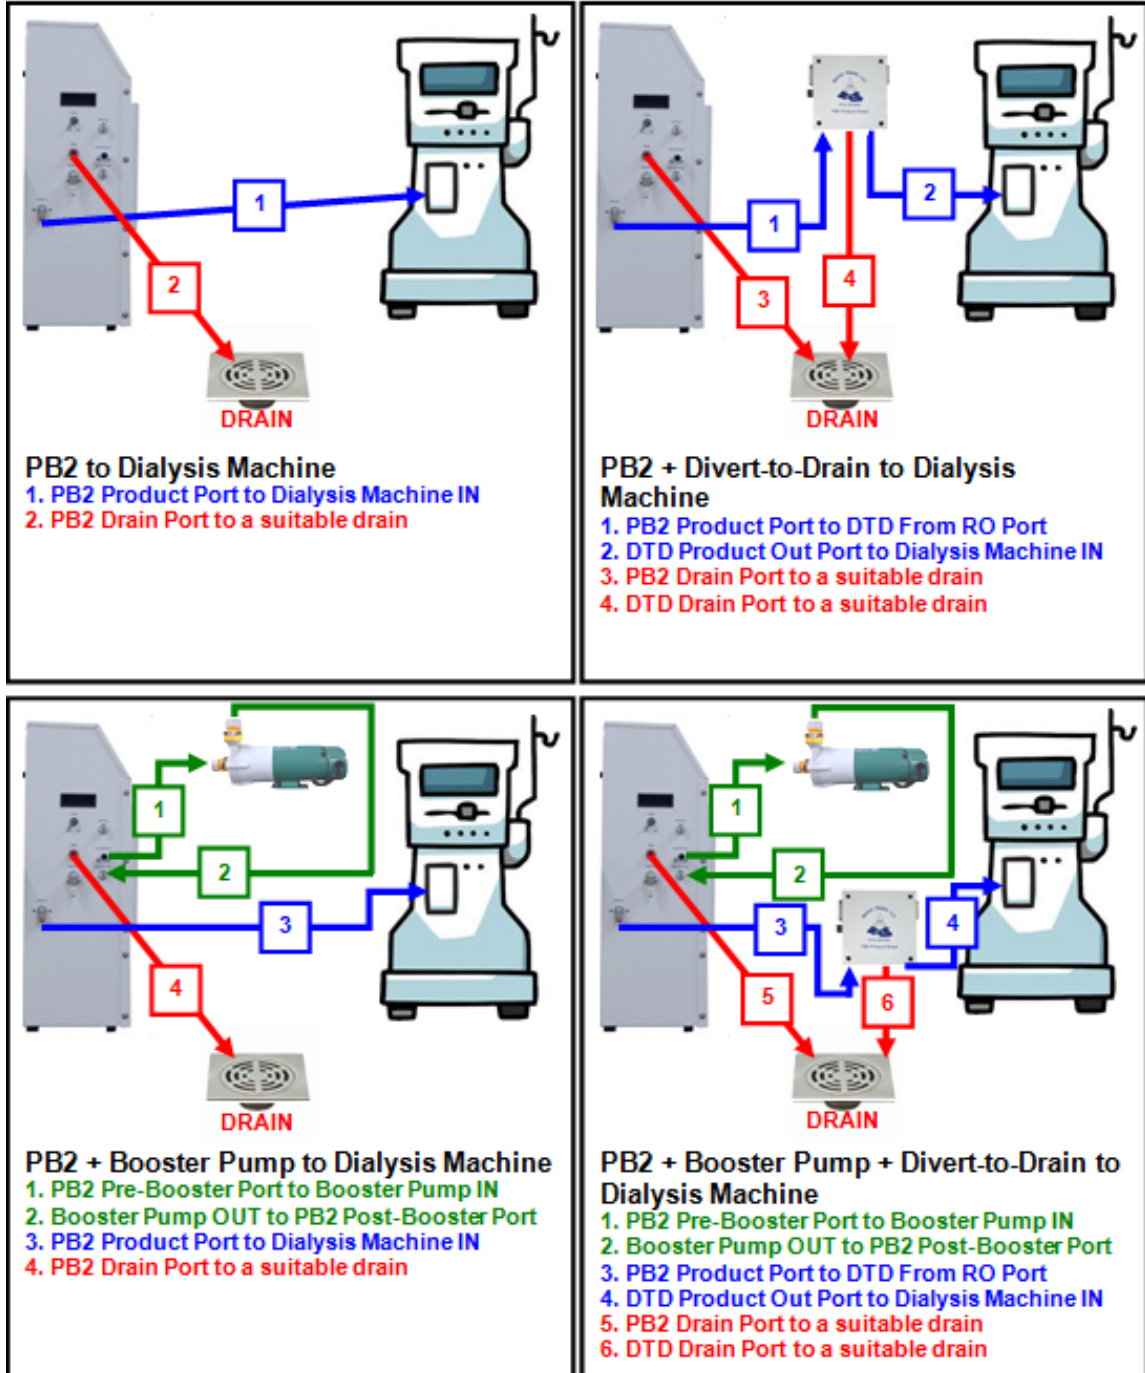 1
2
DRAIN
PB2 to Dialysis Machine
1. PB2 Product Port to Dialysis Machine IN
2. PB2 Drain Port to a suitable drain
1
2
3
4
DRAIN
PB2 + Divert-to-Drain to Dialysis
Machine
1. PB2 Product Port to DTD From RO Port
2. DTD Product Out Port to Dialysis Machine IN
3. PB2 Drain Port to a suitable drain
4. DTD Drain Port to a suitable drain
1
2
3
4
DRAIN
PB2 + Booster Pump to Dialysis Machine
1. PB2 Pre-Booster Port to Booster Pump IN
2. Booster Pump OUT to PB2 Post-Booster Port
3. PB2 Product Port to Dialysis Machine IN
4. PB2 Drain Port to a suitable drain
1
2
3
4
5
6
DRAIN
PB2 + Booster Pump + Divert-to-Drain to
Dialysis Machine
1. PB2 Pre-Booster Port to Booster Pump IN
2. Booster Pump OUT to PB2 Post-Booster Port
3. PB2 Product Port to DTD From RO Port
4. DTD Product Out Port to Dialysis Machine IN
5. PB2 Drain Port to a suitable drain
6. DTD Drain Port to a suitable drain